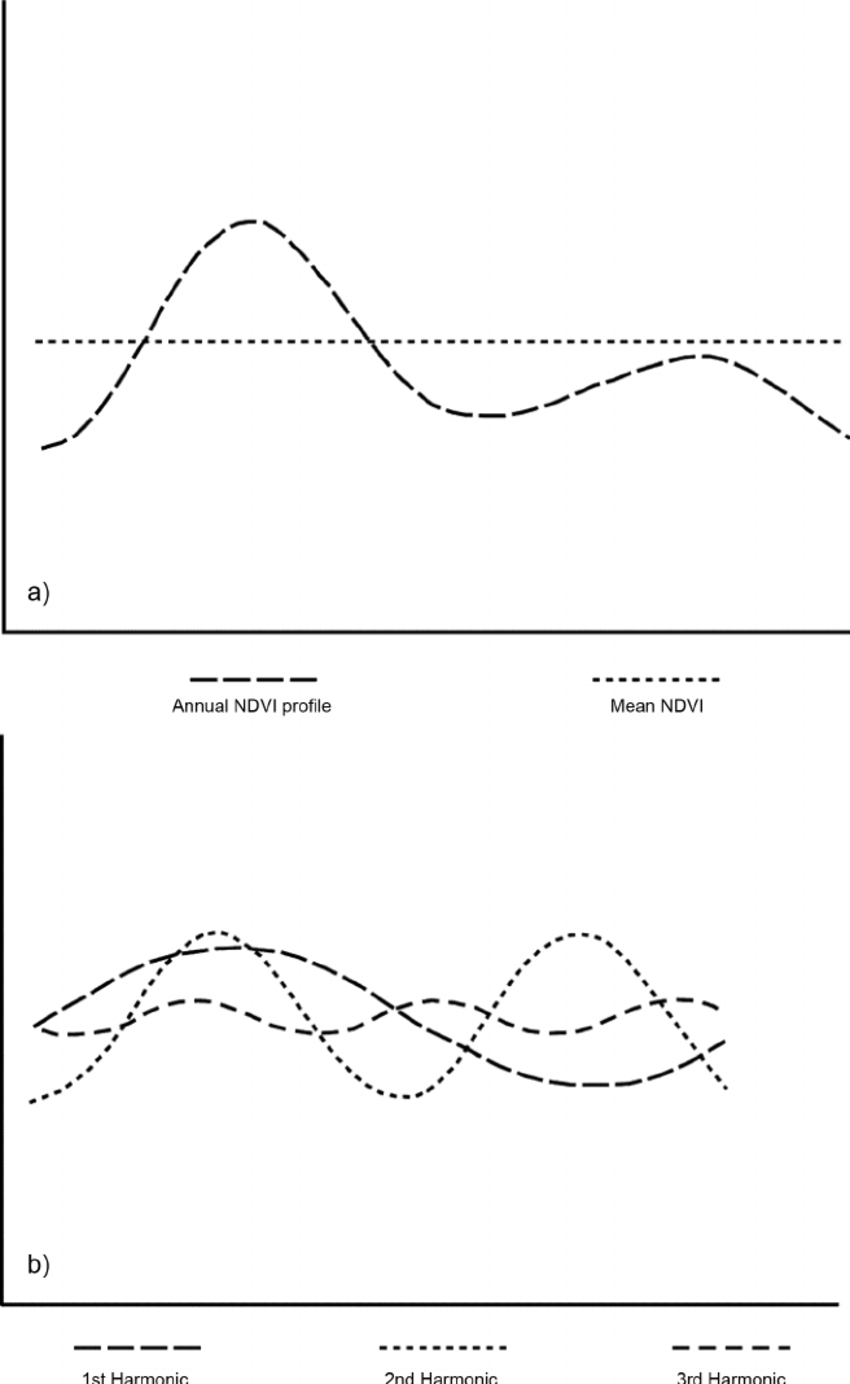 a)
Annual NDVI profile
Mean NDVI
b)
1st Harmonic
2nd Harmonic
3rd Harmonic